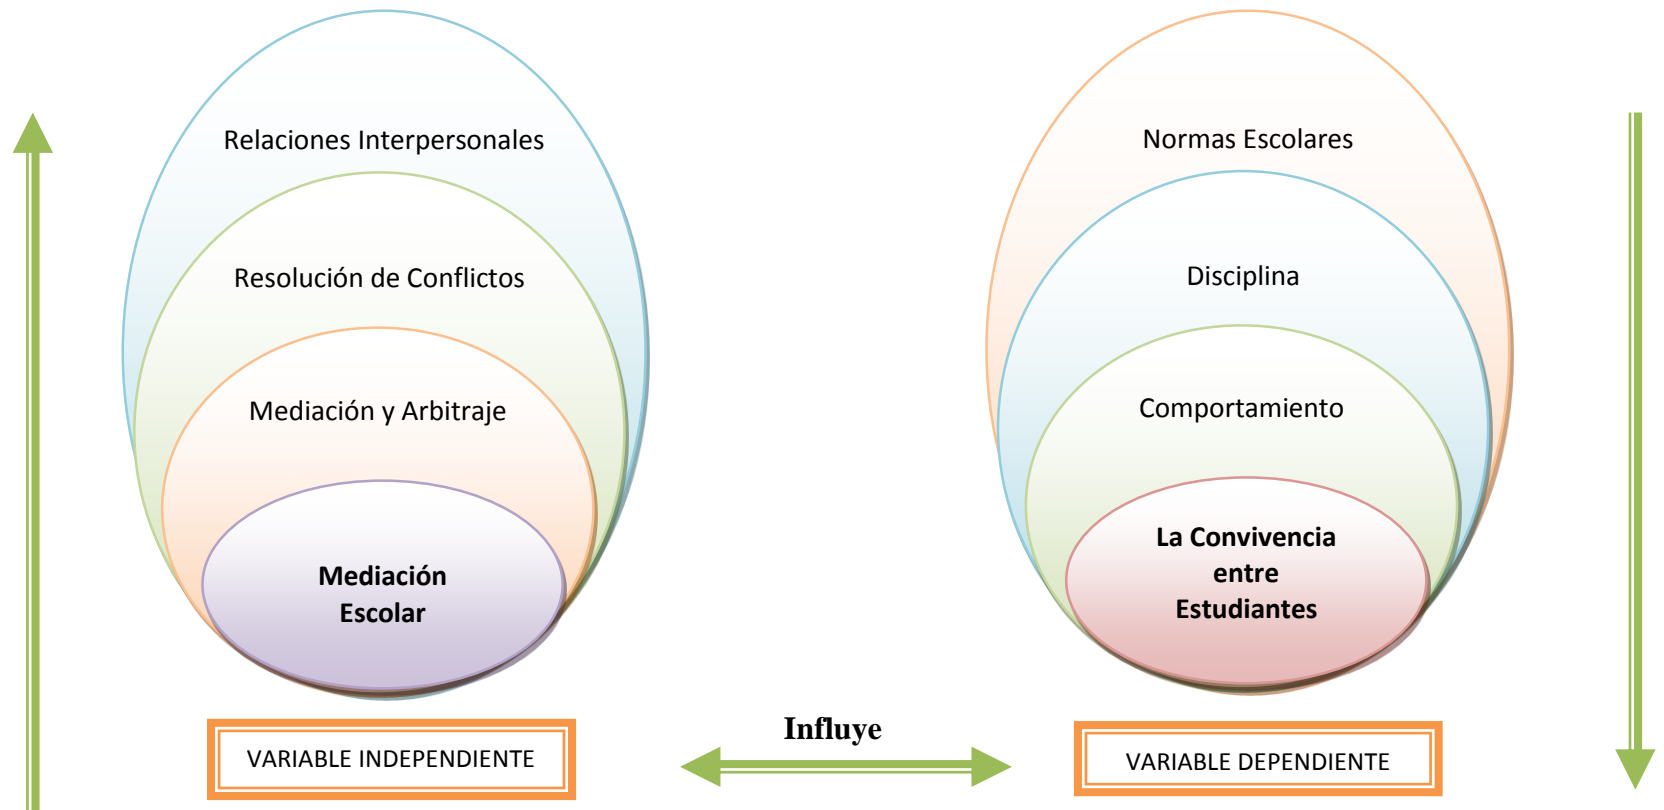 Relaciones Interpersonales
Resolución de Conflictos
Mediación y Arbitraje
Mediación
Escolar
VARIABLE INDEPENDIENTE
Influye
Normas Escolares
Disciplina
Comportamiento
La Convivencia
entre
Estudiantes
VARIABLE DEPENDIENTE